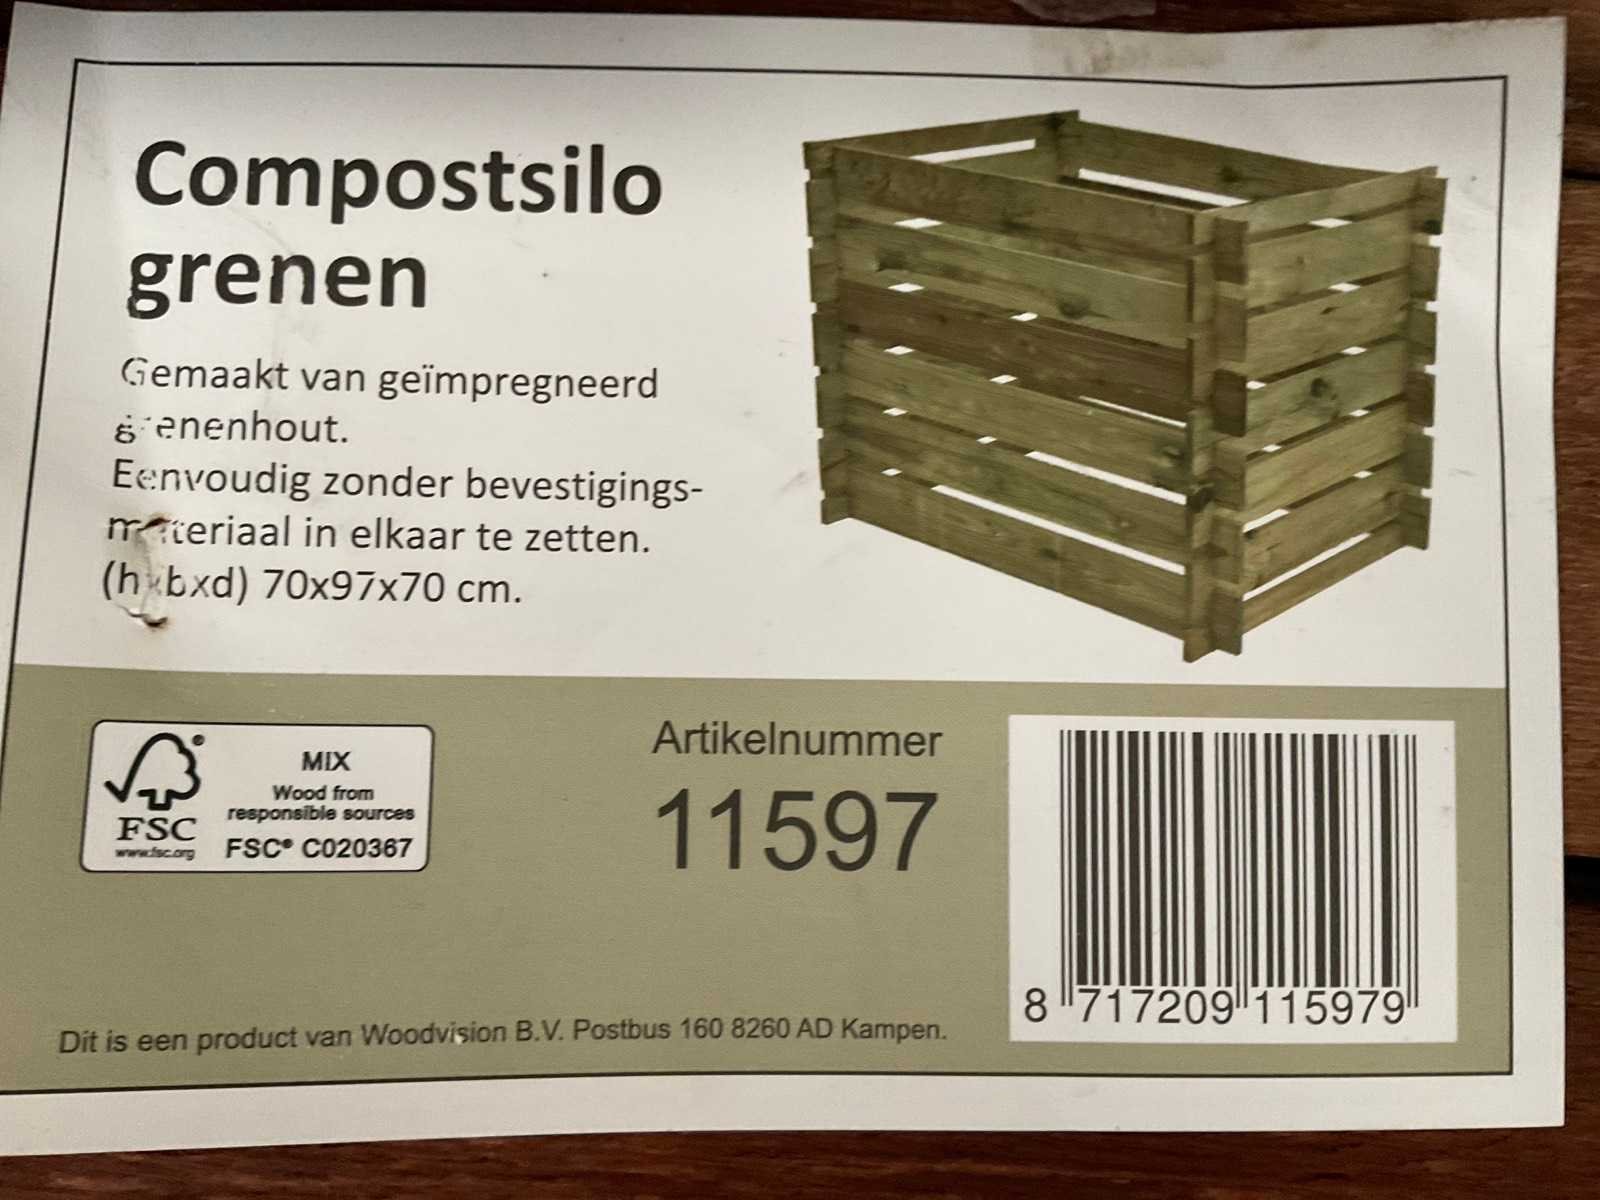 Compostsilo
grenen
Gemaakt van geïmpregneerd
grenenhout.
Eenvoudig zonder bevestigings-
materiaal in elkaar te zetten.
(hxbxd) 70x97x70 cm.
FSC
www.fsc.org
MIX
Wood from
responsible sources
FSC® C020367
Artikelnummer
11597
8 717209 115979
Dit is een product van Woodvision B.V. Postbus 160 8260 AD Kampen.